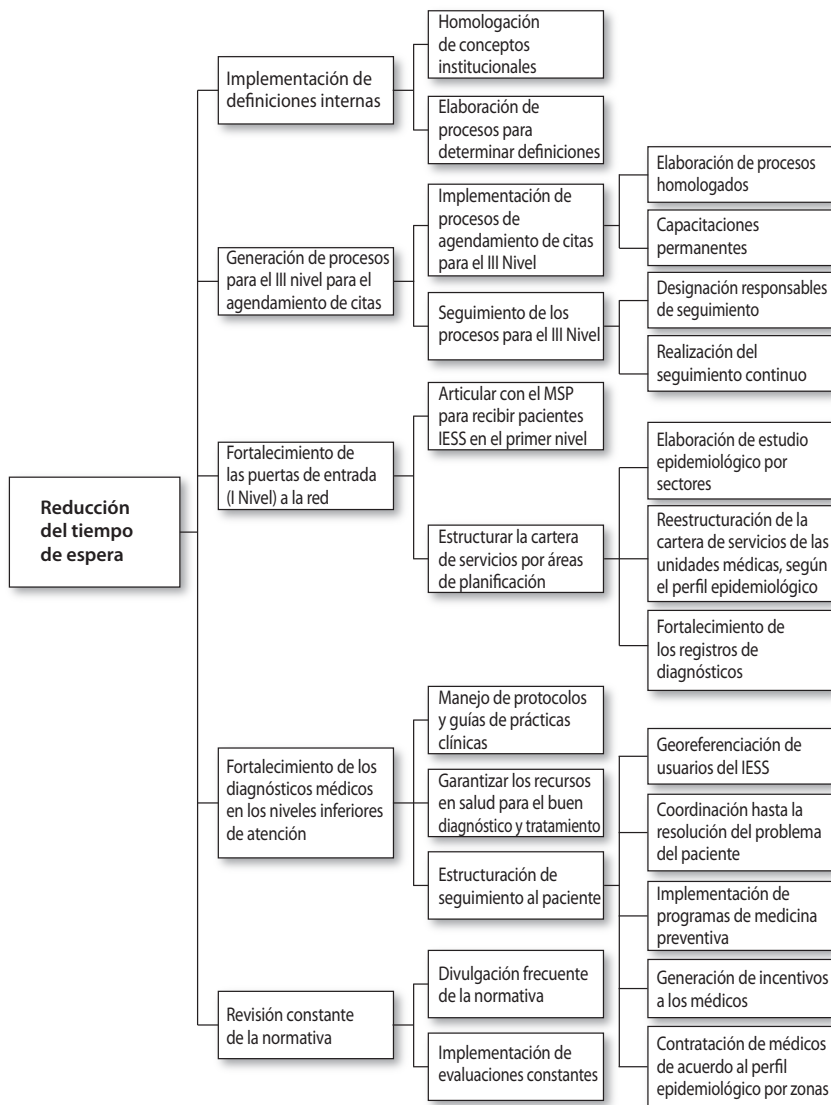 Reducción
del tiempo
de espera
Implementación de
definiciones internas
Homologación
de conceptos
institucionales
Elaboración de
procesos para
determinar definiciones
Generación de procesos
para el III nivel para el
agendamiento de citas
Implementación de
procesos de
agendamiento de citas
para el III Nivel
Elaboración de procesos
homologados
Capacitaciones
permanentes
Seguimiento de los
procesos para el III Nivel
Designación responsables
de seguimiento
Realización del
seguimiento continuo
Fortalecimiento de
las puertas de entrada
(I Nivel) a la red
Articular con el MSP
para recibir pacientes
IESS en el primer nivel
Estructurar la cartera
de servicios por áreas
de planificación
Elaboración de estudio
epidemiológico por
sectores
Reestructuración de la
cartera de servicios de las
unidades médicas, según
el perfil epidemiológico
Fortalecimiento de
los registros de
diagnósticos
Fortalecimiento de los
diagnósticos médicos
en los niveles inferiores
de atención
Manejo de protocolos
y guías de prácticas
clínicas
Garantizar los recursos
en salud para el buen
diagnóstico y tratamiento
Estructuración de
seguimiento al paciente
Georeferenciación de
usuarios del IESS
Coordinación hasta la
resolución del problema
del paciente
Implementación de
programas de medicina
preventiva
Generación de incentivos
a los médicos
Contratación de médicos
de acuerdo al perfil
epidemiológico por zonas
Revisión constante
de la normativa
Divulgación frecuente
de la normativa
Implementación de
evaluaciones constantes